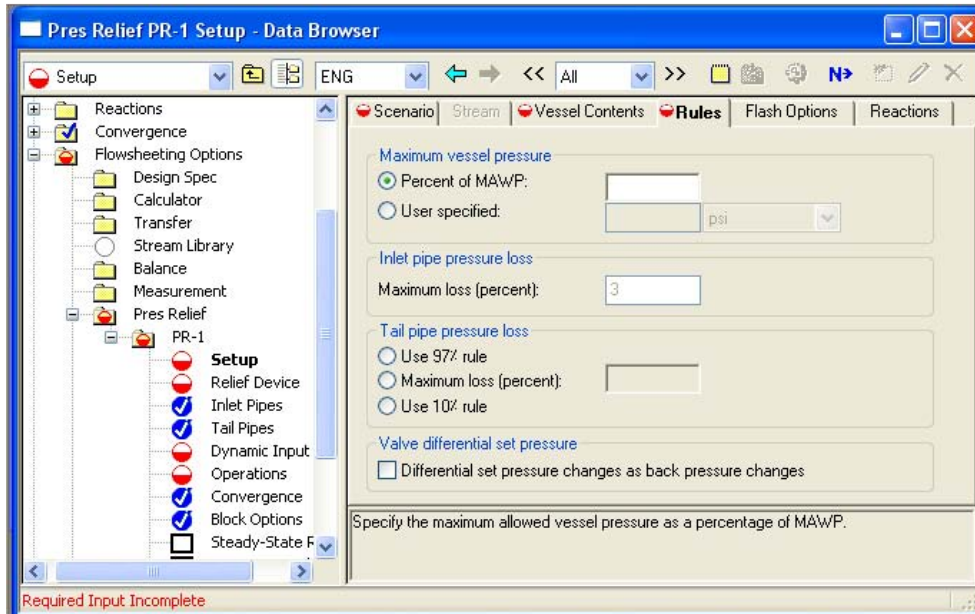 Pres Relief PR-1 Setup - Data Browser
Setup
ENG
<<
All
>>
N>
Reactions
Convergence
Flowsheeting Options
Design Spec
Calculator
Transfer
Stream Library
Balance
Measurement
Pres Relief
PR-1
Setup
Relief Device
Inlet Pipes
Tail Pipes
Dynamic Input
Operations
Convergence
Block Options
Steady-State R
Scenario
Stream
Vessel Contents
Rules
Flash Options
Reactions
Maximum vessel pressure
Percent of MAWP:
User specified:
psi
Inlet pipe pressure loss
Maximum loss (percent):
3
Tail pipe pressure loss
Use 97% rule
Maximum loss (percent):
Use 10% rule
Valve differential set pressure
Differential set pressure changes as back pressure changes
Specify the maximum allowed vessel pressure as a percentage of MAWP.
Required Input Incomplete